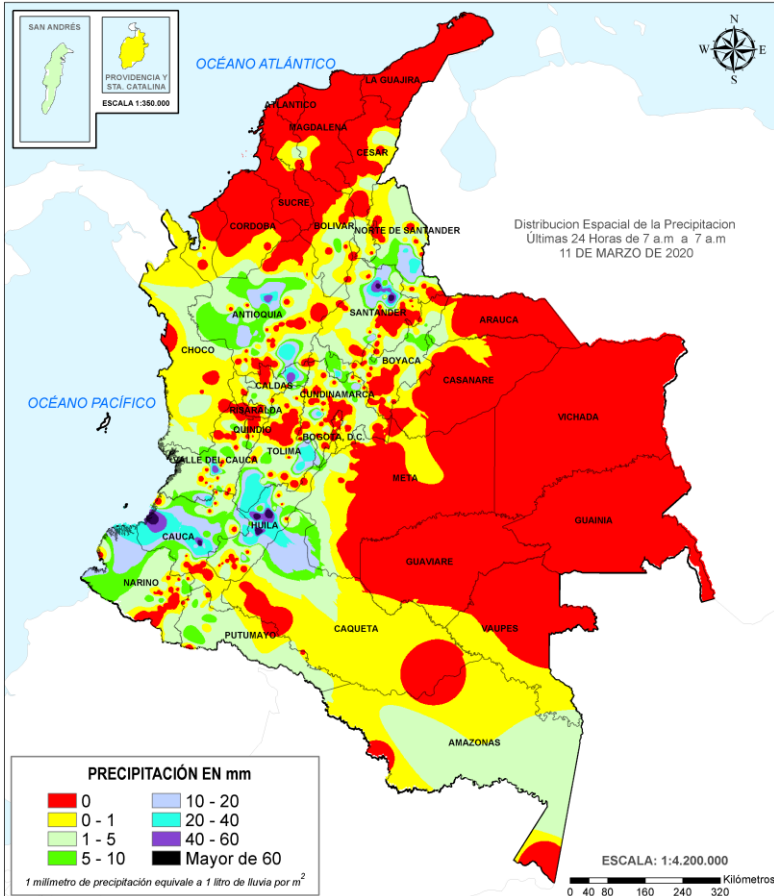 SAN ANDRÉS
PROVIDENCIA Y
STA. CATALINA
ESCALA 1:350.000
OCÉANO ATLÁNTICO
N
W
E
S
LA GUAJIRA
ATLANTICO
MAGDALENA
CESAR
SUCRE
CORDOBA
BOLIVAR
NORTE DE SANTANDER
Distribucion Espacial de la Precipitacion
Últimas 24 Horas de 7 a.m a 7 a.m
11 DE MARZO DE 2020
ANTIOQUIA
SANTANDER
ARAUCA
CHOCO
BOYACA
CASANARE
CALDAS
CUNDINAMARCA
OCÉANO PACÍFICO
RISARALDA
VICHADA
QUINDIO
BOGOTA, D.C.
TOLIMA
VALLE DEL CAUCA
META
GUAINIA
HUILA
CAUCA
GUAVIARE
NARINO
CAQUETA
VAUPES
PUTUMAYO
AMAZONAS
PRECIPITACIÓN EN mm
0
10 - 20
0 - 1
20 - 40
1 - 5
40 - 60
5 - 10
Mayor de 60
1 milímetro de precipitación equivale a 1 litro de lluvia por m2
ESCALA: 1:4.200.000
Kilómetros
0 40 80 160 240 320